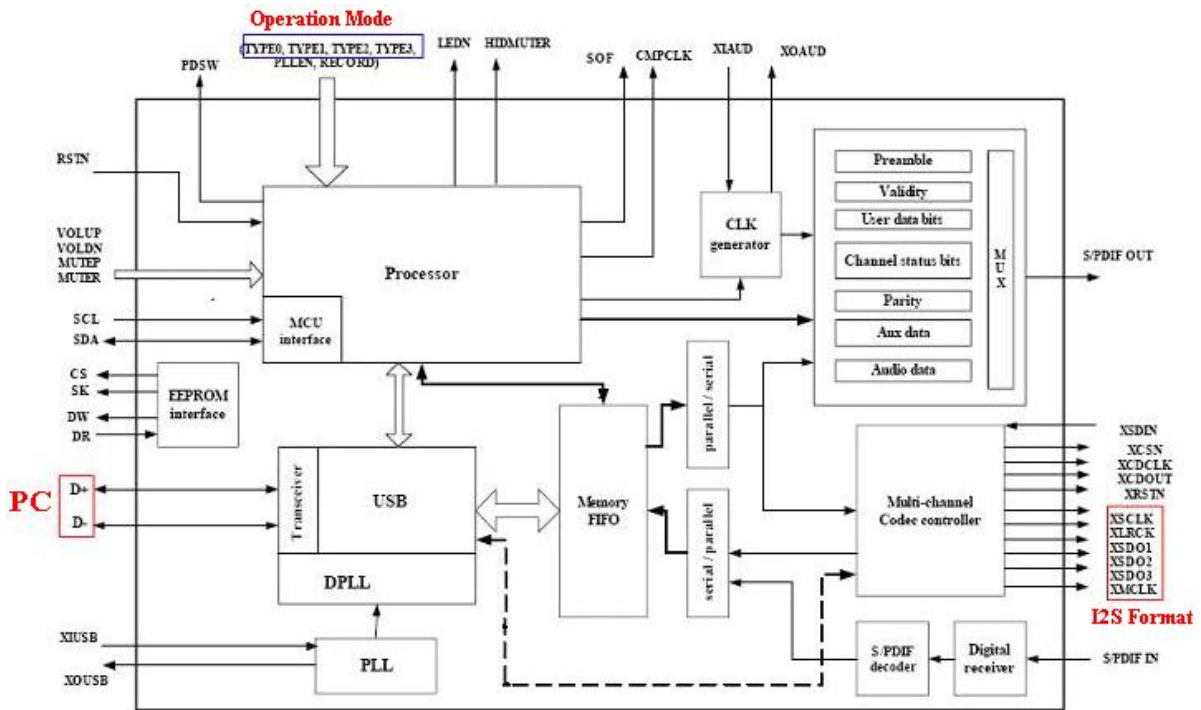 Operation Mode
(TYPE0, TYPE1, TYPE2, TYPE3,
PLLEN, RECORD)
PDSW
LEDN
HIDMUTER
SOF
CMPCLK
XIAUD
XOAUD
RSTN
VOLUP
VOLDN
MUTEP
MUTER
Processor
CLK
generator
Preamble
Validity
User data bits
Channel status bits
Parity
Aux data
Audio data
MUX
S/PDIF OUT
SCL
SDA
MCU
interface
CS
SK
DW
DR
EEPROM
interface
parallel / serial
PC
D+
D-
Transceiver
USB
DPLL
Memory
FIFO
serial / parallel
Multi-channel
Codec controller
XSDIN
XCSN
XCDCLK
XCDOUT
XRSTN
XSCLK
XLRCK
XSDO1
XSDO2
XSDO3
XMCLK
I2S Format
XIUSB
XOUSB
PLL
S/PDIF
decoder
Digital
receiver
S/PDIF IN